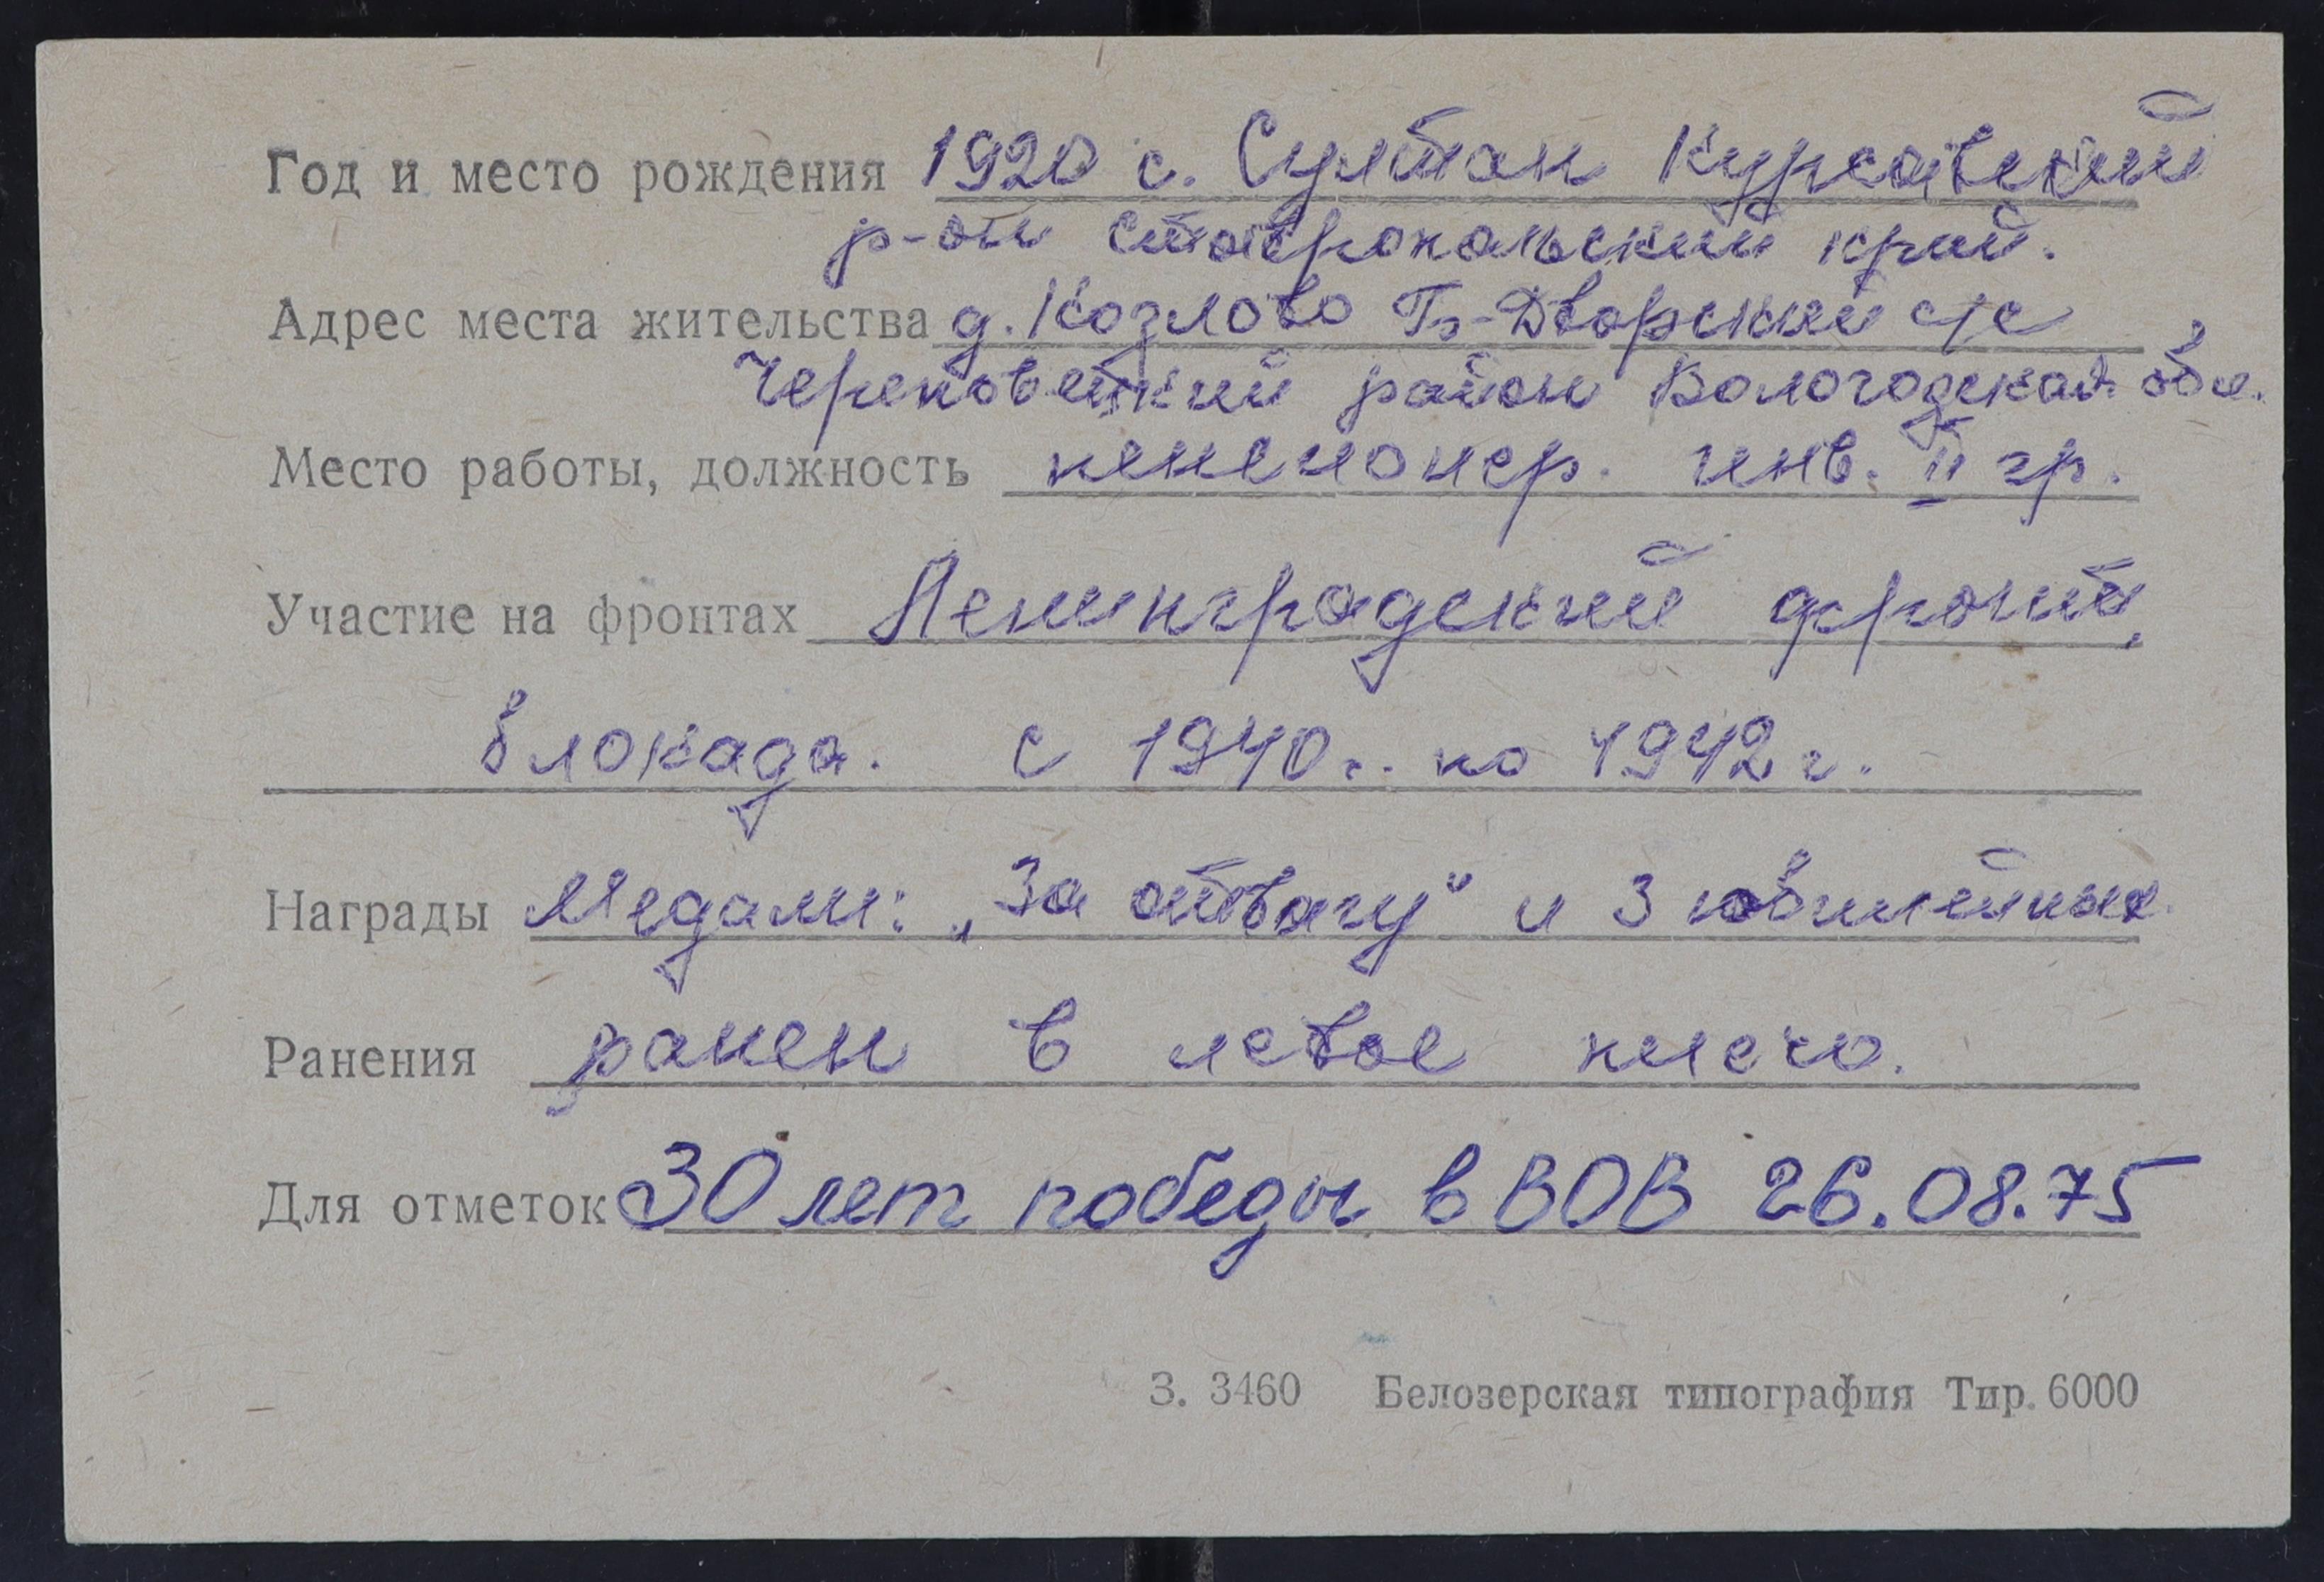 Год и место рождения 1920 с. Султан Курсавский
р-он Ставропольский край.
Адрес места жительства д. Козлово Б-Дворский с/с
Череповецкий район Вологодская обл.
Место работы, должность пенсионер. инв. II гр.
Участие на фронтах Ленинградский фронт,
блокада. с 1940 г. по 1942 г.
Награды Медали: „За отвагу" и 3 юбилейные
Ранения ранен в левое плечо.
Для отметок 30 лет победы в ВОВ 26.08.75
З. 3460 Белозерская типография Тир. 6000